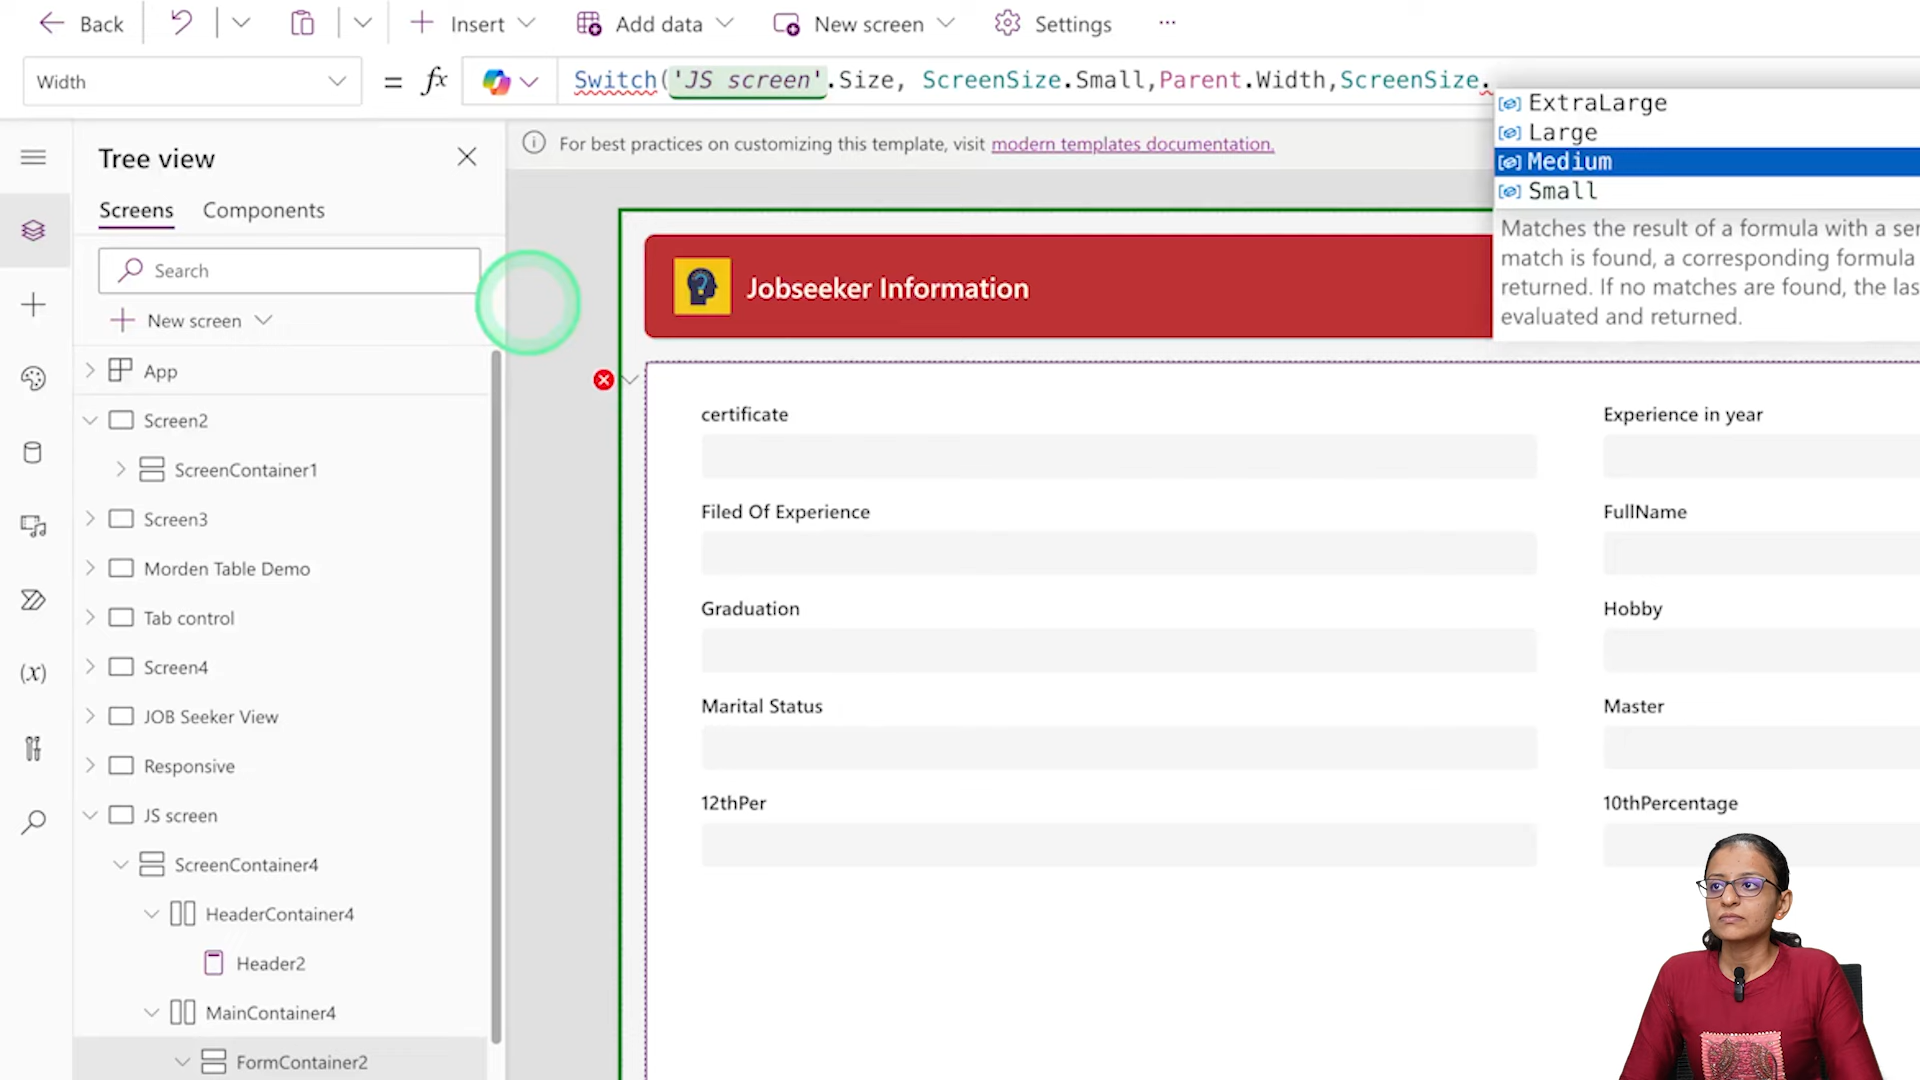 Back
Insert
Add data
New screen
Settings
...
Width
= fx
Switch('JS screen'.Size, ScreenSize.Small,Parent.Width,ScreenSize.
ExtraLarge
Large
Medium
Small
Matches the result of a formula with a ser
match is found, a corresponding formula
returned. If no matches are found, the las
evaluated and returned.
Tree view
Screens
Components
Search
New screen
App
Screen2
ScreenContainer1
Screen3
Morden Table Demo
Tab control
Screen4
JOB Seeker View
Responsive
JS screen
ScreenContainer4
HeaderContainer4
Header2
MainContainer4
FormContainer2
(x)
For best practices on customizing this template, visit modern templates documentation.
Jobseeker Information
certificate
Experience in year
Filed Of Experience
FullName
Graduation
Hobby
Marital Status
Master
12thPer
10thPercentage